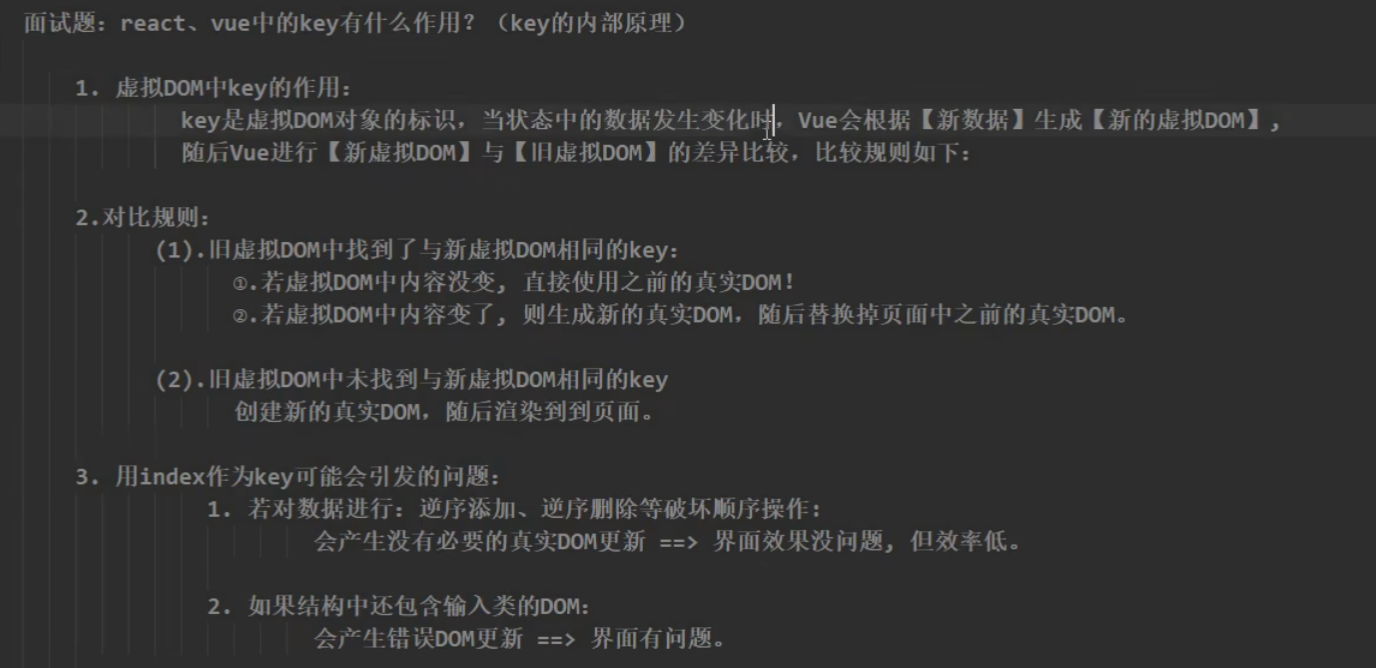 面试题：react、vue中的key有什么作用？（key的内部原理）
1. 虚拟DOM中key的作用：
key是虚拟DOM对象的标识，当状态中的数据发生变化时，Vue会根据【新数据】生成【新的虚拟DOM】,
随后Vue进行【新虚拟DOM】与【旧虚拟DOM】的差异比较，比较规则如下：
2.对比规则：
(1).旧虚拟DOM中找到了与新虚拟DOM相同的key：
①.若虚拟DOM中内容没变, 直接使用之前的真实DOM！
②.若虚拟DOM中内容变了, 则生成新的真实DOM，随后替换掉页面中之前的真实DOM。
(2).旧虚拟DOM中未找到与新虚拟DOM相同的key
创建新的真实DOM，随后渲染到到页面。
3. 用index作为key可能会引发的问题：
1. 若对数据进行：逆序添加、逆序删除等破坏顺序操作:
会产生没有必要的真实DOM更新 ==> 界面效果没问题, 但效率低。
2. 如果结构中还包含输入类的DOM：
会产生错误DOM更新 ==> 界面有问题。